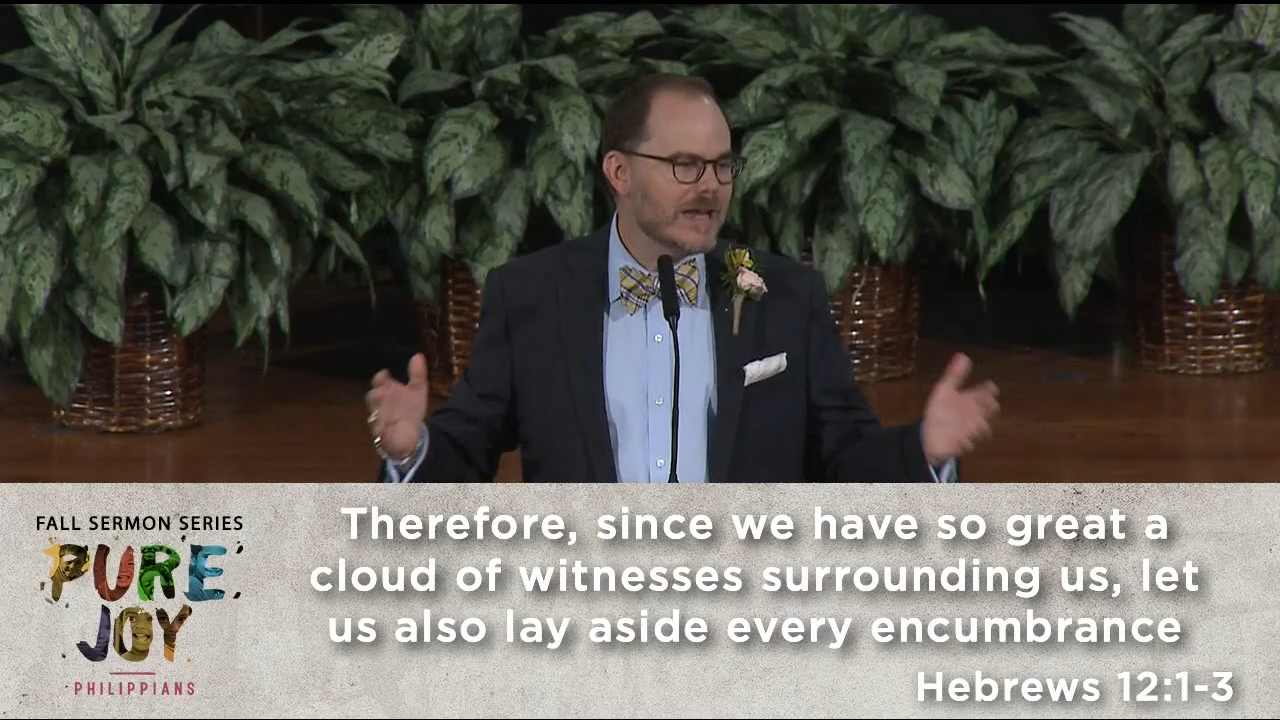 FALL SERMON SERIES
PURE
JOY
PHILIPPIANS
Therefore, since we have so great a
cloud of witnesses surrounding us, let
us also lay aside every encumbrance
Hebrews 12:1-3